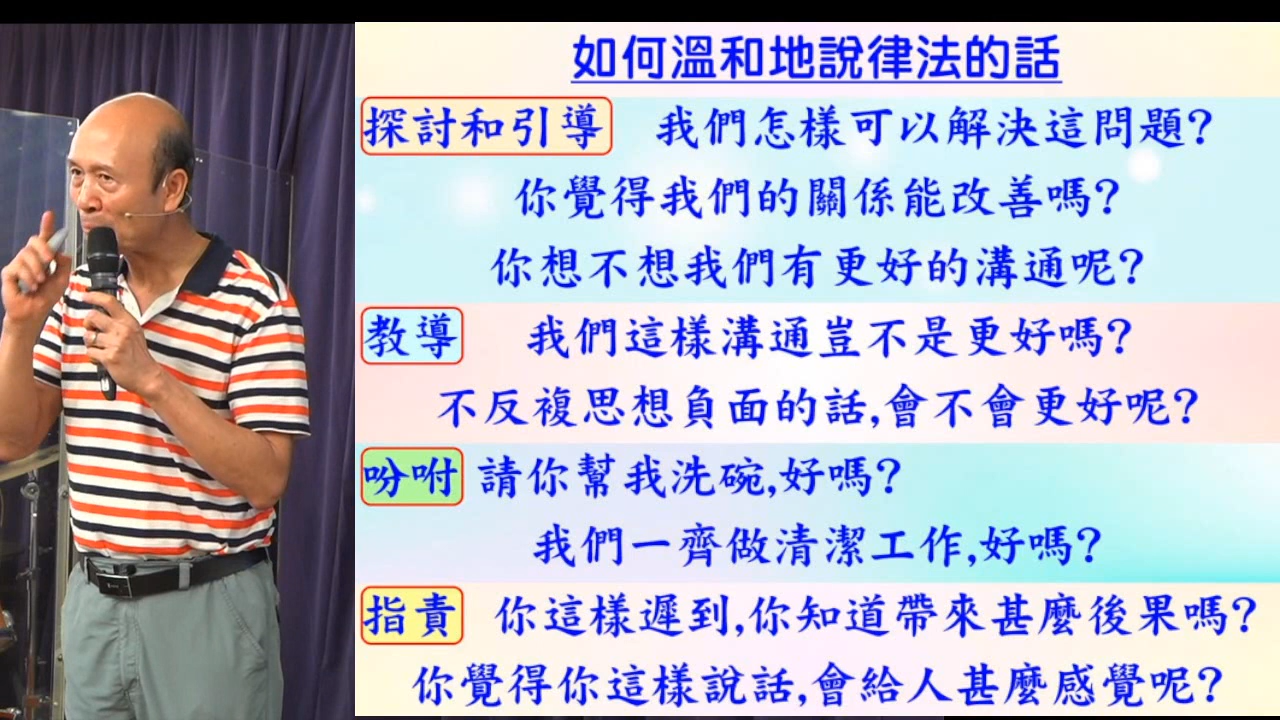 如何溫和地說律法的話
探討和引導 我們怎樣可以解決這問題?
你覺得我們的關係能改善嗎?
你想不想我們有更好的溝通呢?
教導 我們這樣溝通豈不是更好嗎?
不反複思想負面的話,會不會更好呢?
吩咐 請你幫我洗碗,好嗎?
我們一齊做清潔工作,好嗎?
指責 你這樣遲到,你知道帶來甚麼後果嗎?
你覺得你這樣說話,會給人甚麼感覺呢?